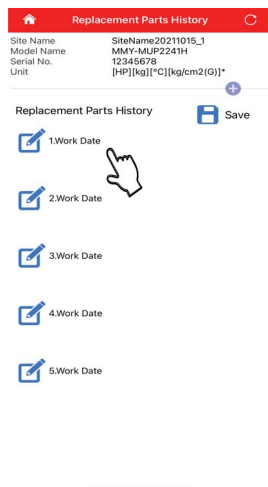 Replacement Parts History
Site Name SiteName20211015_1
Model Name MMY-MUP2241H
Serial No. 12345678
Unit [HP][kg][°C][kg/cm2(G)]*
Replacement Parts History
Save
1.Work Date
2.Work Date
3.Work Date
4.Work Date
5.Work Date